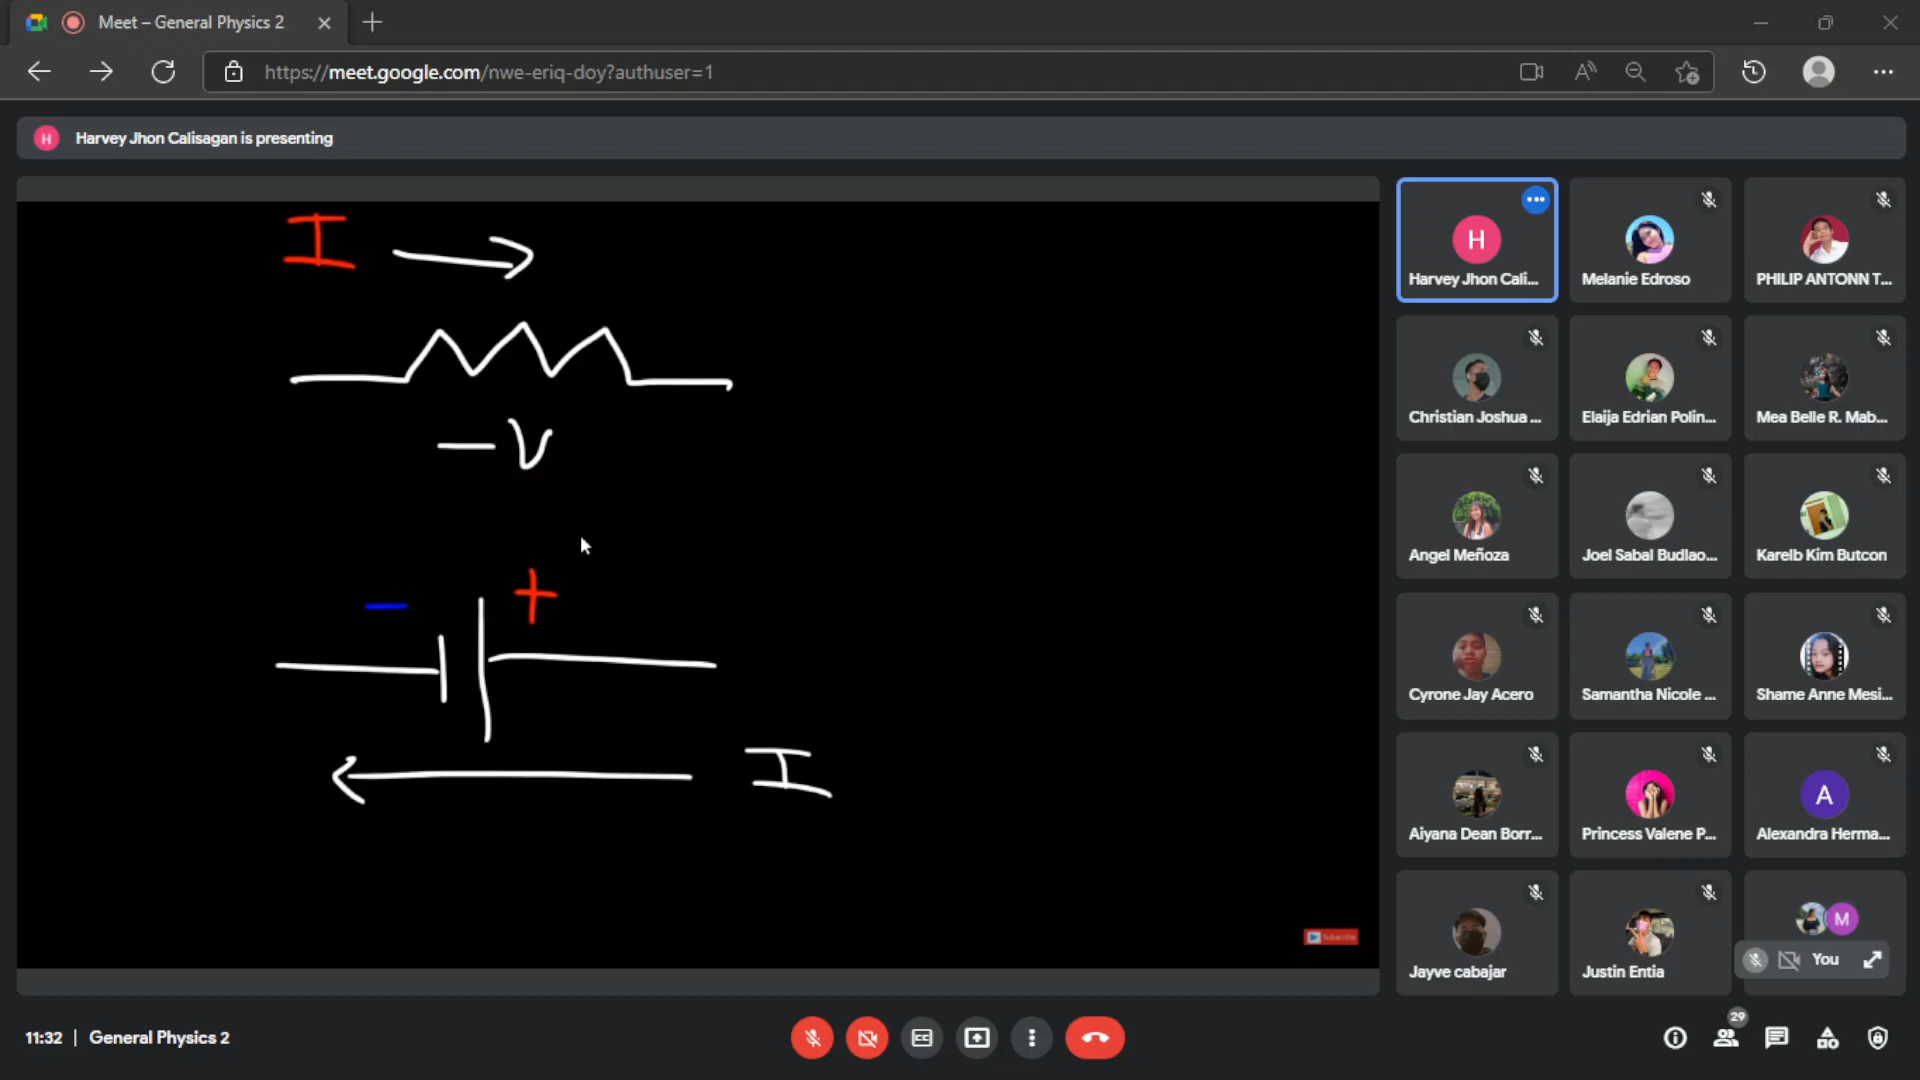 Meet – General Physics 2
https://meet.google.com/nwe-eriq-doy?authuser=1
H Harvey Jhon Calisagan is presenting
I
– V
– +
I
Subscribe
H
Harvey Jhon Cali...
Melanie Edroso
PHILIP ANTONN T...
Christian Joshua ...
Elaija Edrian Polin...
Mea Belle R. Mab...
Angel Meñoza
Joel Sabal Budlao...
Karelb Kim Butcon
Cyrone Jay Acero
Samantha Nicole ...
Shame Anne Mesi...
Aiyana Dean Borr...
Princess Valene P...
A
Alexandra Herma...
Jayve cabajar
Justin Entia
M
You
11:32 | General Physics 2
CC
29